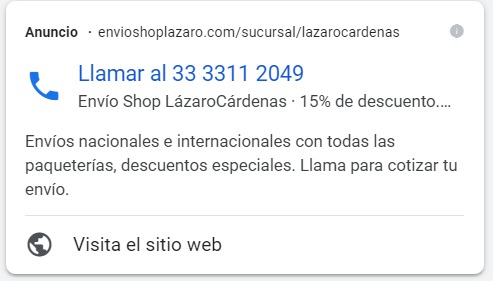 Anuncio · envioshoplazaro.com/sucursal/lazarocardenas
Llamar al 33 3311 2049
Envío Shop LázaroCárdenas · 15% de descuento....
Envíos nacionales e internacionales con todas las
paqueterías, descuentos especiales. Llama para cotizar tu
envío.
Visita el sitio web